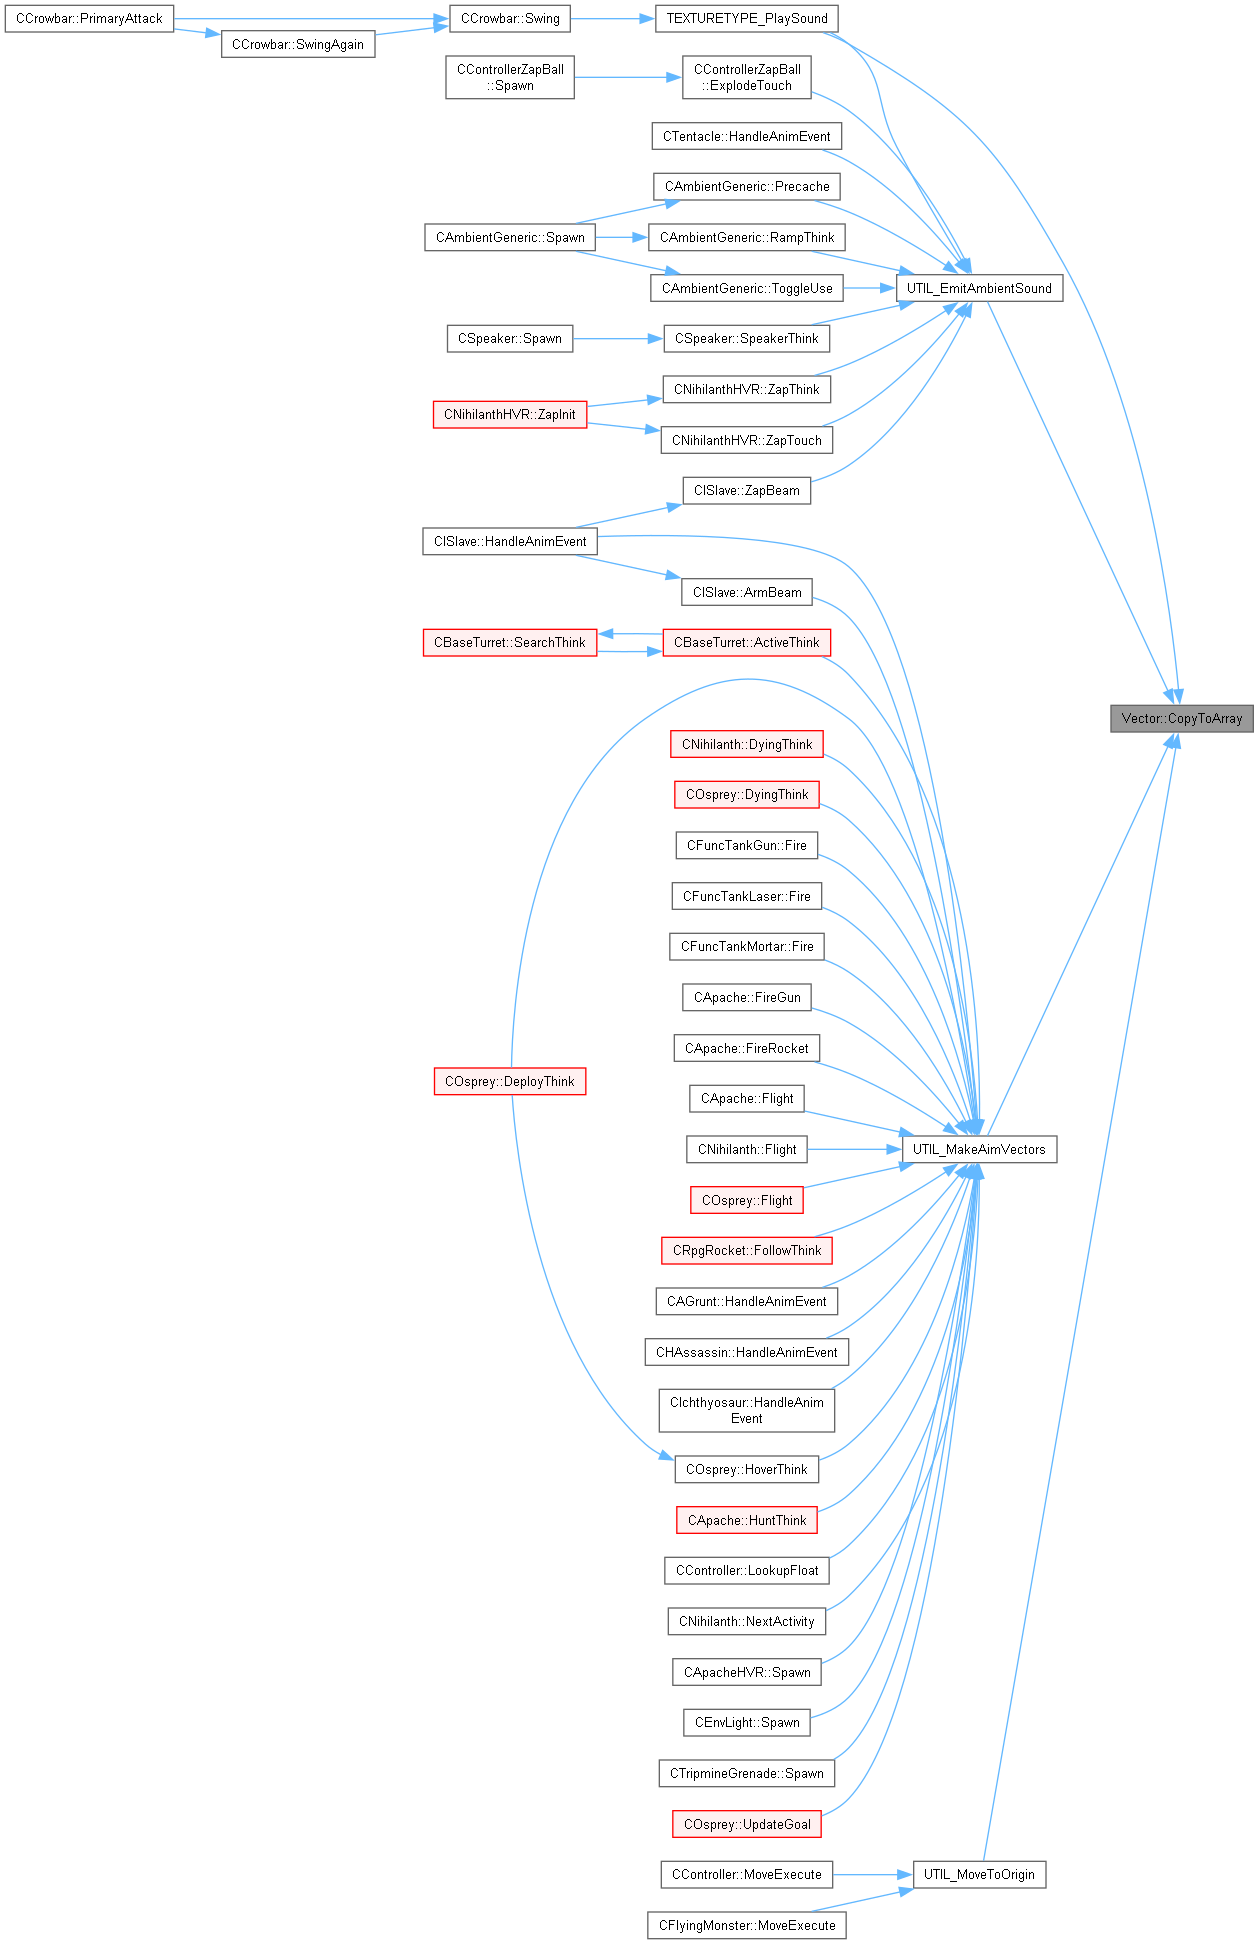 CCrowbar::PrimaryAttack
CCrowbar::SwingAgain
CCrowbar::Swing
TEXTURETYPE_PlaySound
CControllerZapBall
::Spawn
CControllerZapBall
::ExplodeTouch
CTentacle::HandleAnimEvent
CAmbientGeneric::Precache
CAmbientGeneric::Spawn
CAmbientGeneric::RampThink
CAmbientGeneric::ToggleUse
UTIL_EmitAmbientSound
CSpeaker::Spawn
CSpeaker::SpeakerThink
CNihilanthHVR::ZapThink
CNihilanthHVR::ZapInit
CNihilanthHVR::ZapTouch
CISlave::ZapBeam
CISlave::HandleAnimEvent
CISlave::ArmBeam
CBaseTurret::SearchThink
CBaseTurret::ActiveThink
Vector::CopyToArray
CNihilanth::DyingThink
COsprey::DyingThink
CFuncTankGun::Fire
CFuncTankLaser::Fire
CFuncTankMortar::Fire
CApache::FireGun
CApache::FireRocket
COsprey::DeployThink
CApache::Flight
CNihilanth::Flight
UTIL_MakeAimVectors
COsprey::Flight
CRpgRocket::FollowThink
CAGrunt::HandleAnimEvent
CHAssassin::HandleAnimEvent
CIchthyosaur::HandleAnim
Event
COsprey::HoverThink
CApache::HuntThink
CController::LookupFloat
CNihilanth::NextActivity
CApacheHVR::Spawn
CEnvLight::Spawn
CTripmineGrenade::Spawn
COsprey::UpdateGoal
CController::MoveExecute
UTIL_MoveToOrigin
CFlyingMonster::MoveExecute